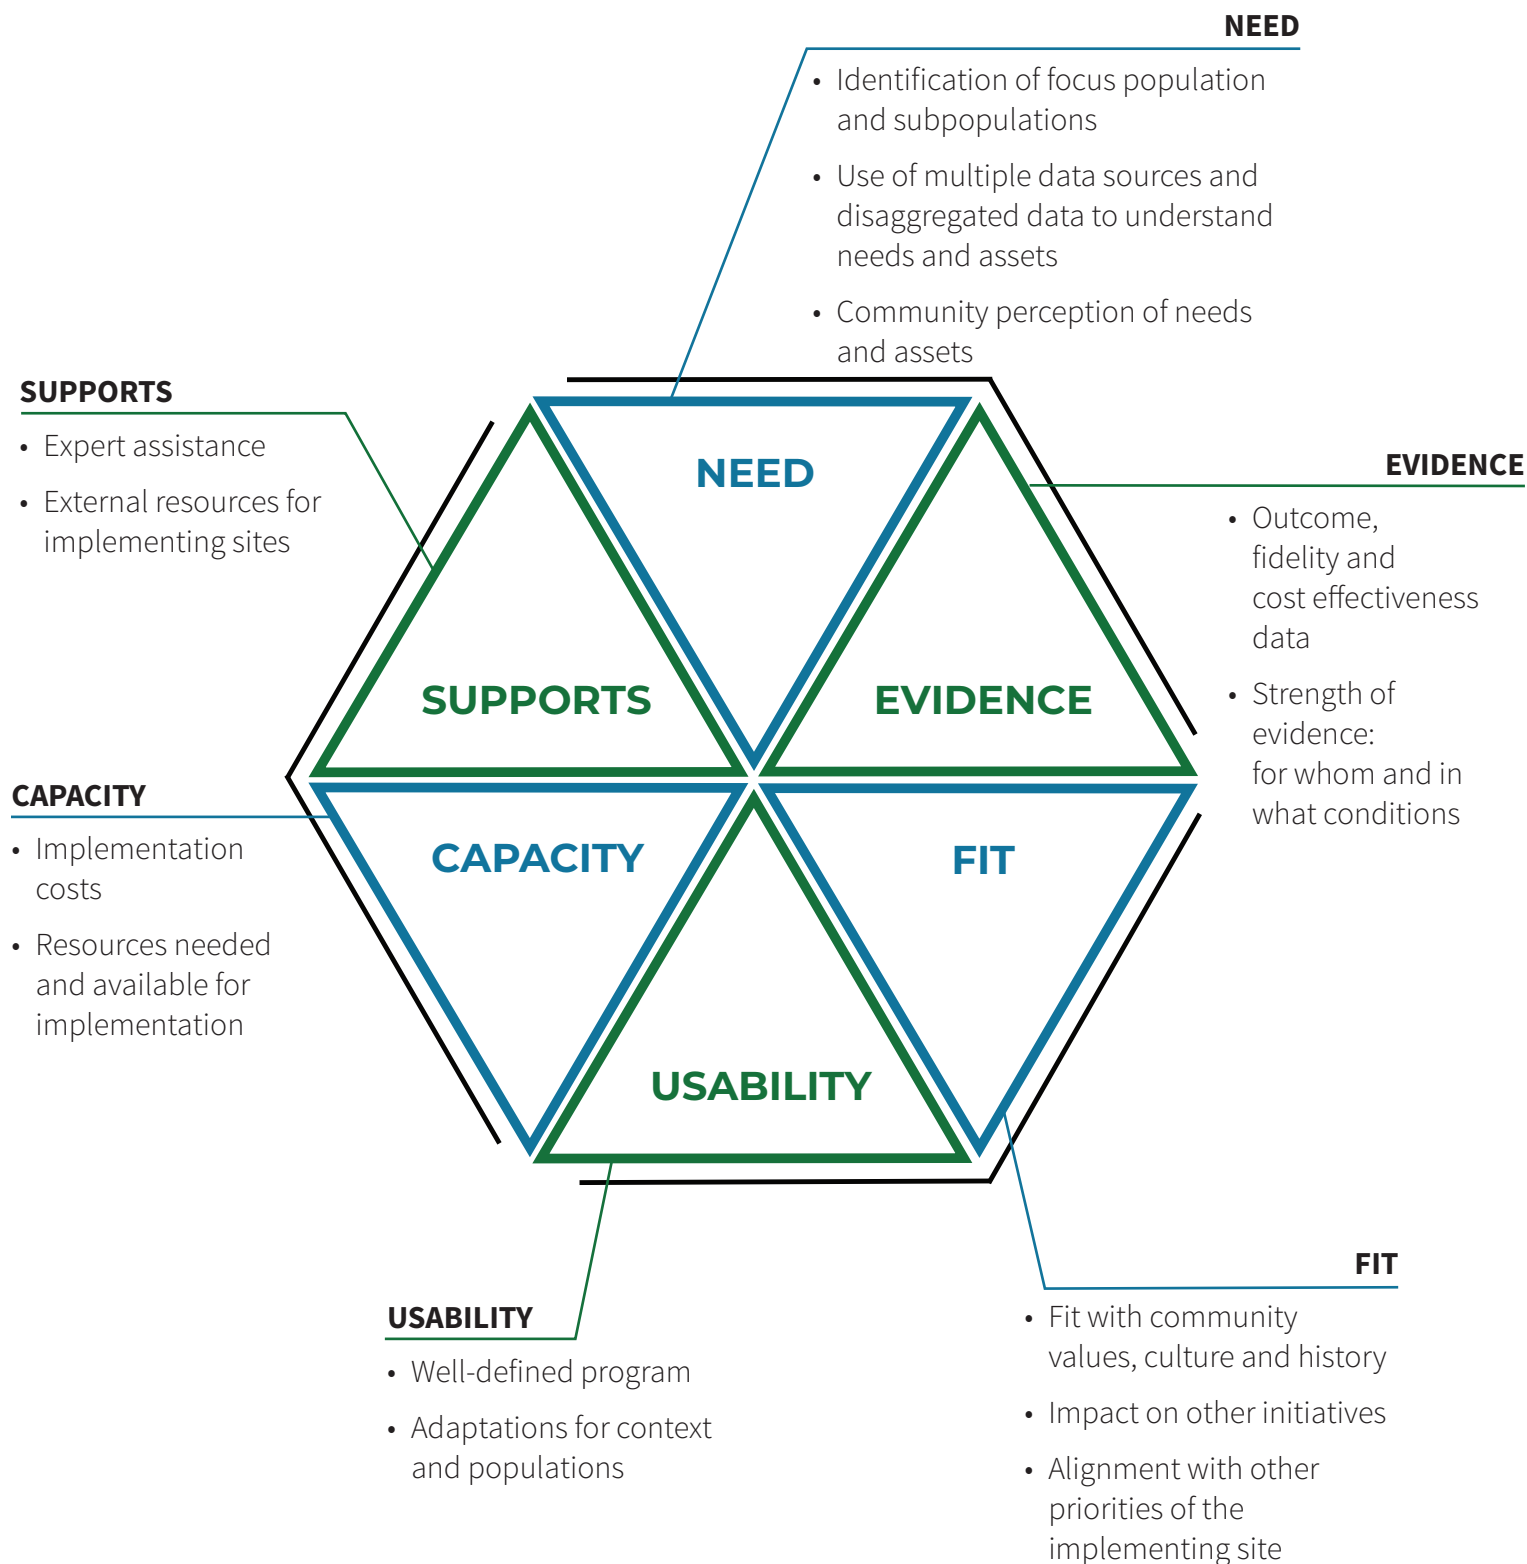 NEED
• Identification of focus population
and subpopulations
• Use of multiple data sources and
disaggregated data to understand
needs and assets
• Community perception of needs
and assets
SUPPORTS
• Expert assistance
• External resources for
implementing sites
EVIDENCE
• Outcome,
fidelity and
cost effectiveness
data
• Strength of
evidence:
for whom and in
what conditions
NEED
SUPPORTS
EVIDENCE
CAPACITY
FIT
USABILITY
CAPACITY
• Implementation
costs
• Resources needed
and available for
implementation
USABILITY
• Well-defined program
• Adaptations for context
and populations
FIT
• Fit with community
values, culture and history
• Impact on other initiatives
• Alignment with other
priorities of the
implementing site